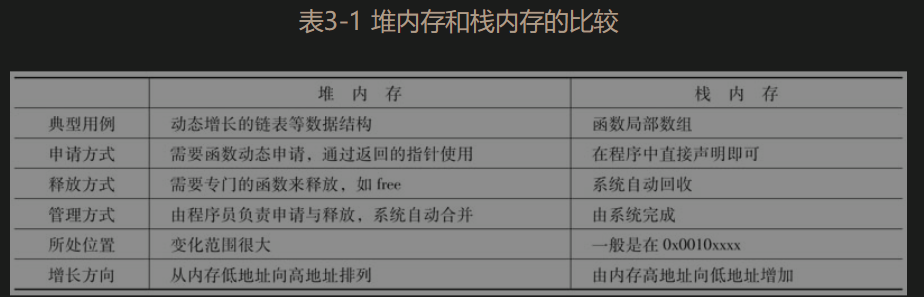 表3-1 堆内存和栈内存的比较
堆 内 存 栈 内 存
典型用例 动态增长的链表等数据结构 函数局部数组
申请方式 需要函数动态申请，通过返回的指针使用 在程序中直接声明即可
释放方式 需要专门的函数来释放，如 free 系统自动回收
管理方式 由程序员负责申请与释放，系统自动合并 由系统完成
所处位置 变化范围很大 一般是在 0x0010xxxx
增长方向 从内存低地址向高地址排列 由内存高地址向低地址增加